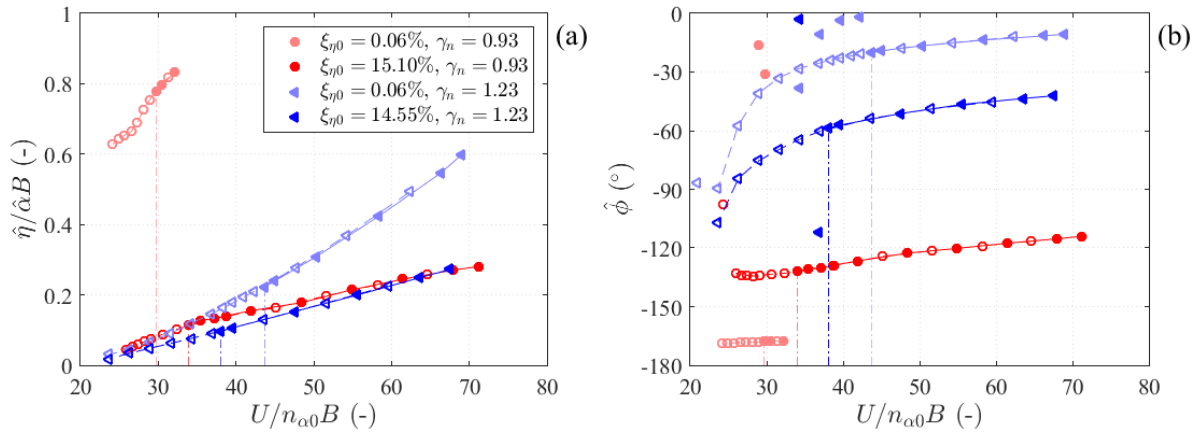 (a)
ξη0 = 0.06%, γn = 0.93
ξη0 = 15.10%, γn = 0.93
ξη0 = 0.06%, γn = 1.23
ξη0 = 14.55%, γn = 1.23
1
0.8
0.6
0.4
0.2
0
η̂/α̂B (-)
20 30 40 50 60 70 80
U/nα0B (-)
(b)
0
-30
-60
-90
-120
-150
-180
ϕ̂ (°)
20 30 40 50 60 70 80
U/nα0B (-)